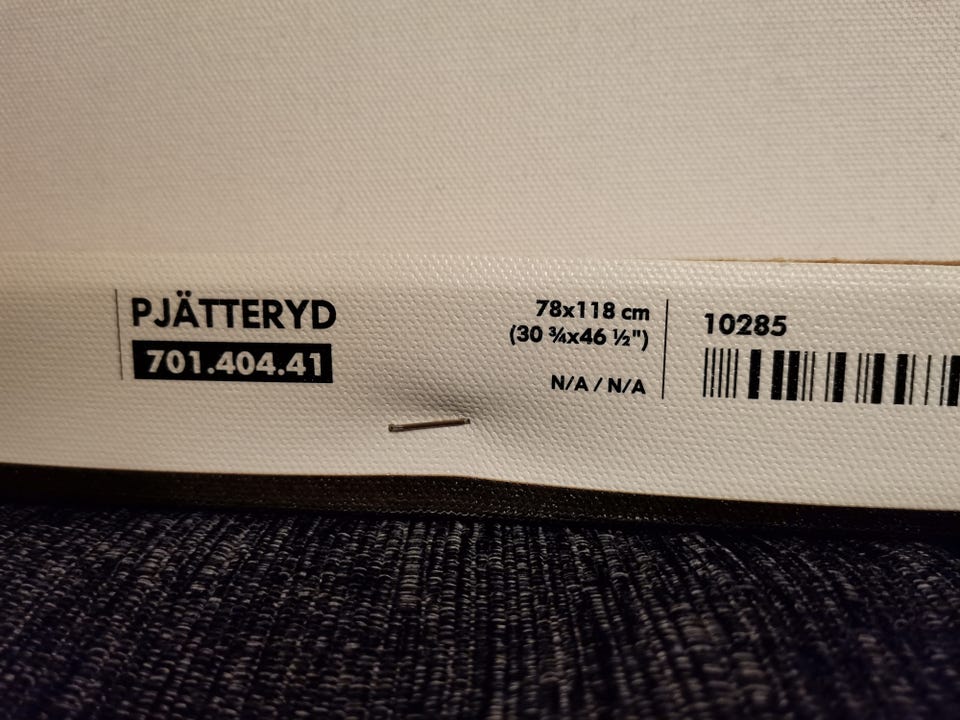 PJÄTTERYD
701.404.41
78x118 cm
(30 ¾x46 ½")
N/A / N/A
10285